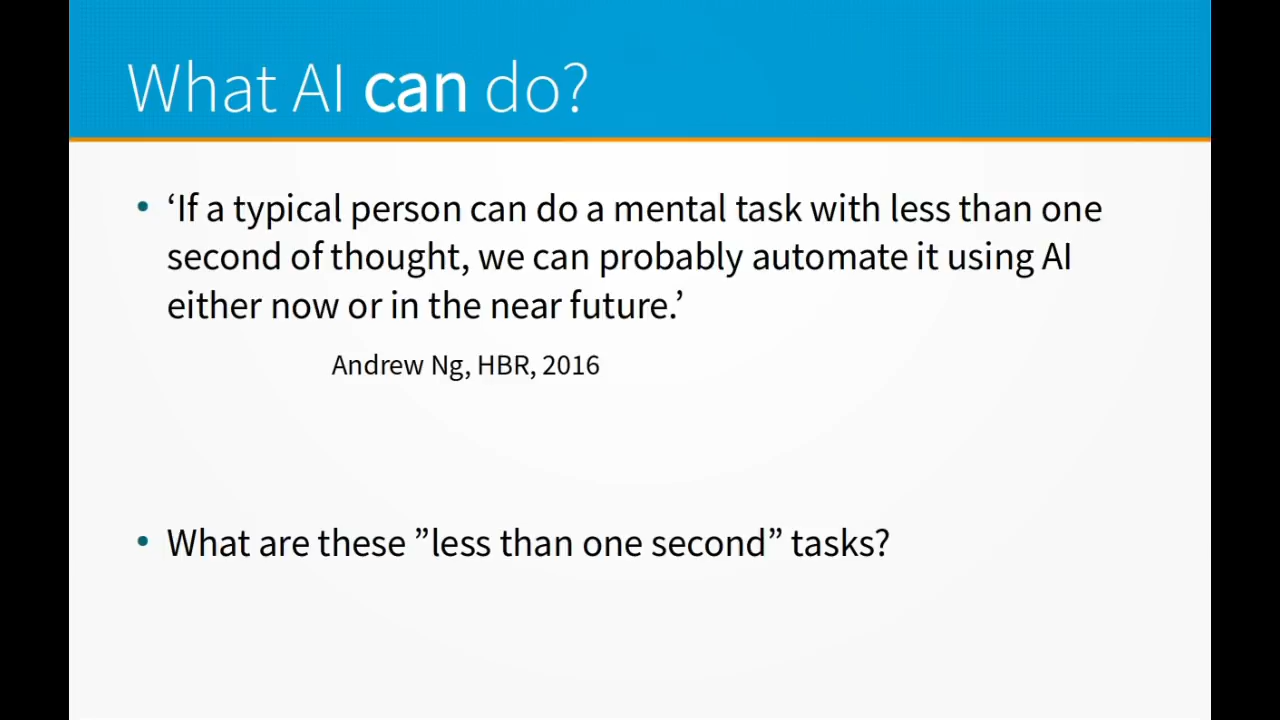 What AI can do?
• ‘If a typical person can do a mental task with less than one
second of thought, we can probably automate it using AI
either now or in the near future.’
Andrew Ng, HBR, 2016
• What are these ”less than one second” tasks?